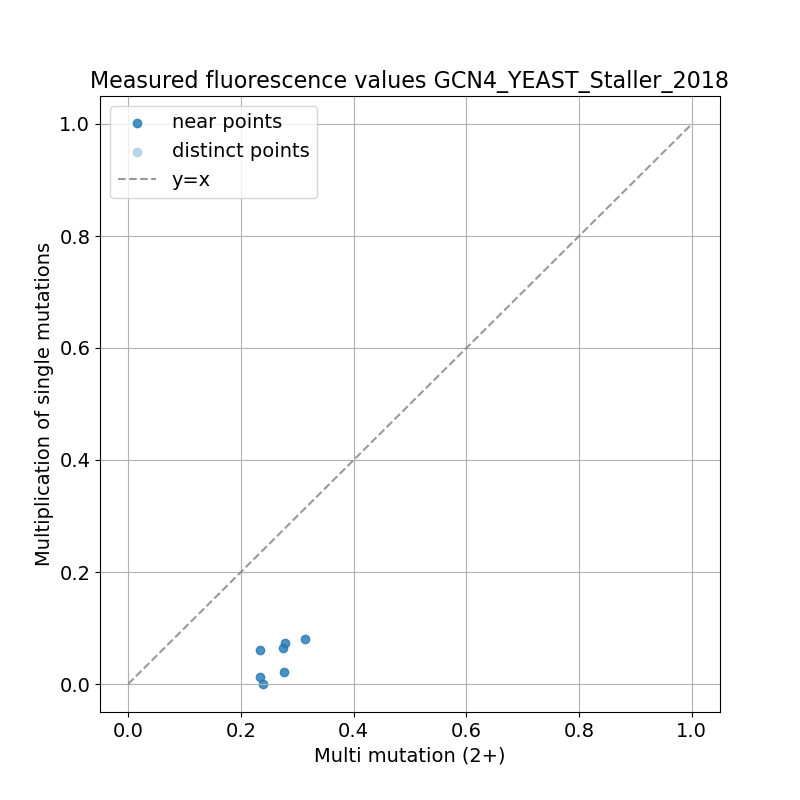 Measured fluorescence values GCN4_YEAST_Staller_2018
near points
distinct points
y=x
1.0
0.8
0.6
0.4
0.2
0.0
Multiplication of single mutations
0.0 0.2 0.4 0.6 0.8 1.0
Multi mutation (2+)